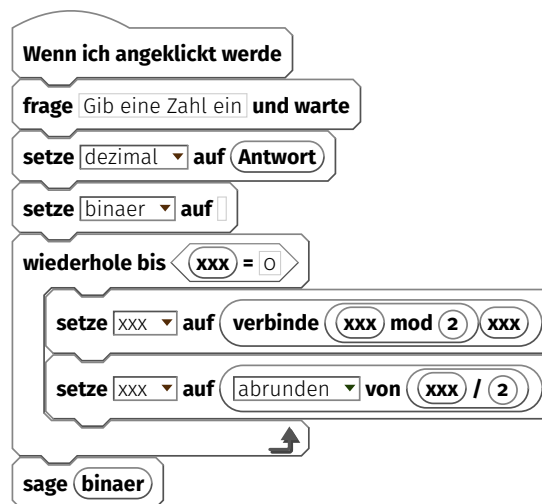 Wenn ich angeklickt werde
frage Gib eine Zahl ein und warte
setze dezimal auf Antwort
setze binaer auf
wiederhole bis xxx = 0
setze xxx auf verbinde xxx mod 2 xxx
setze xxx auf abrunden von xxx / 2
sage binaer